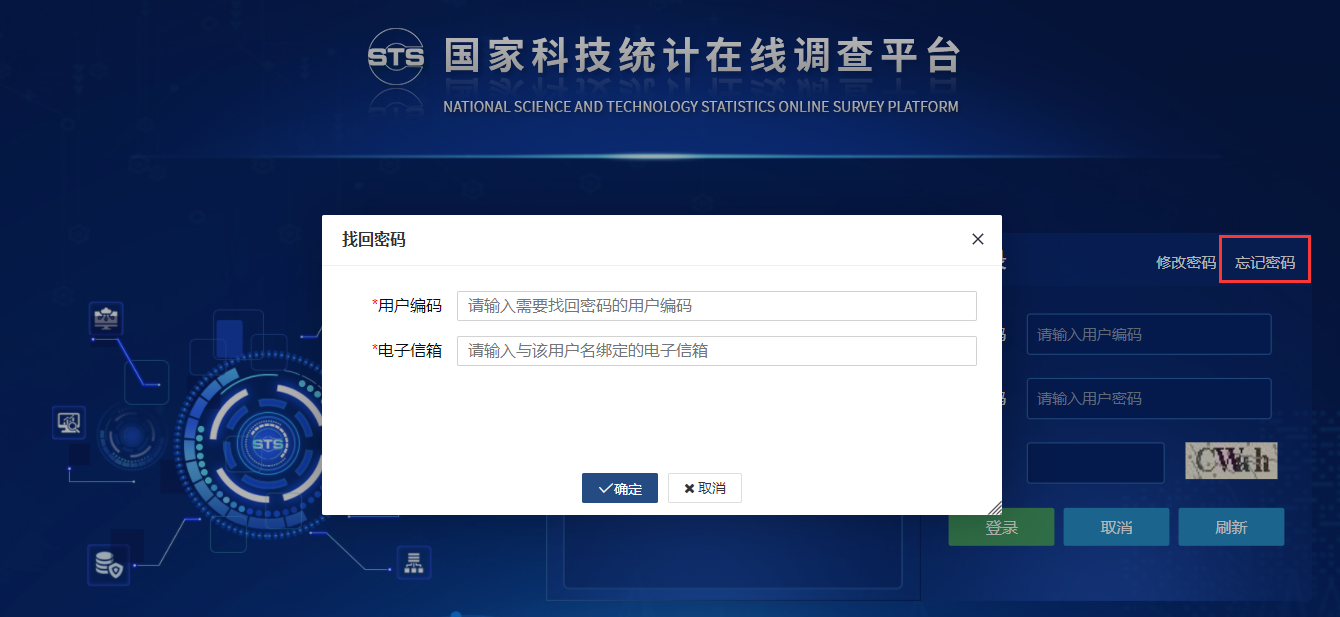 STS 国家科技统计在线调查平台
NATIONAL SCIENCE AND TECHNOLOGY STATISTICS ONLINE SURVEY PLATFORM
找回密码
修改密码 忘记密码
*用户编码 请输入需要找回密码的用户编码
请输入用户编码
*电子信箱 请输入与该用户名绑定的电子信箱
码 请输入用户密码
STS
确定 取消
登录 取消 刷新